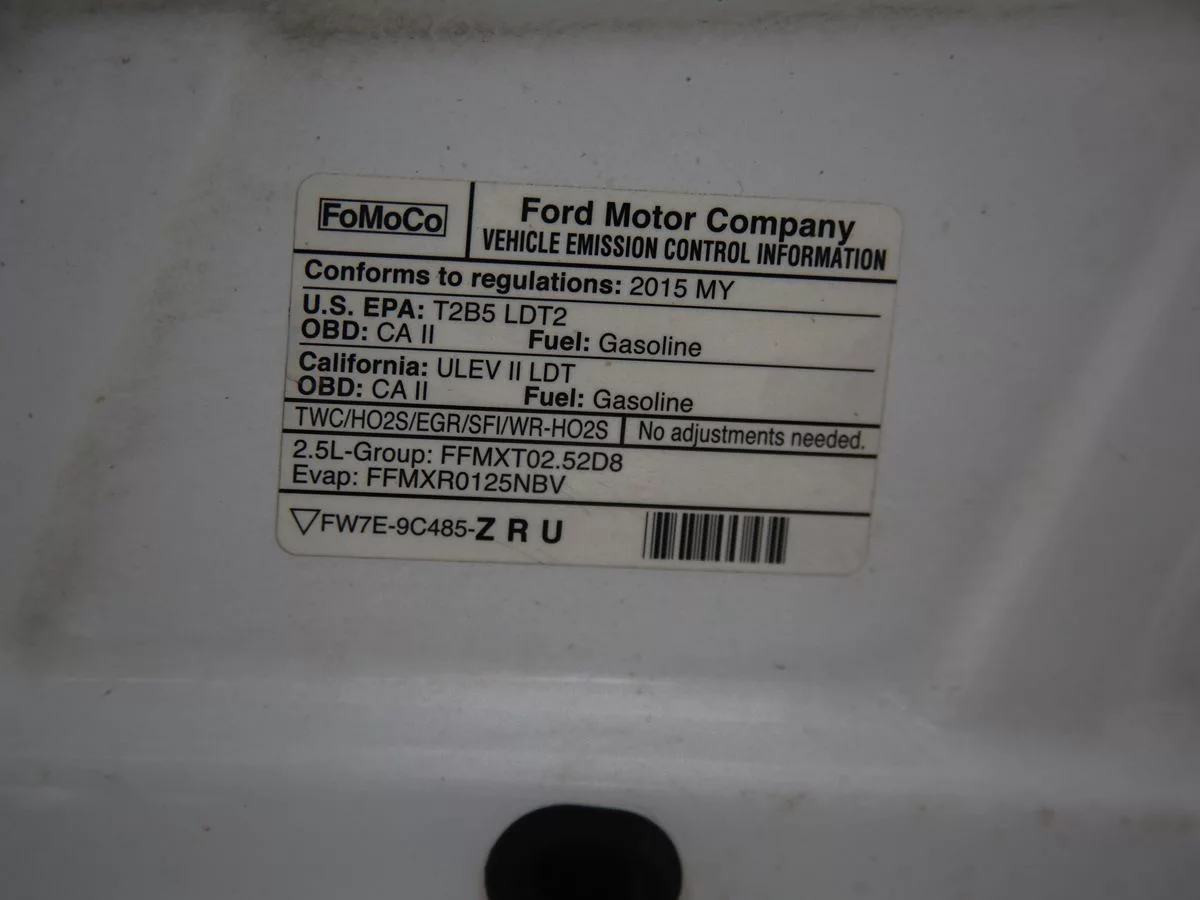 FoMoCo
Ford Motor Company
VEHICLE EMISSION CONTROL INFORMATION
Conforms to regulations: 2015 MY
U.S. EPA: T2B5 LDT2
OBD: CA II Fuel: Gasoline
California: ULEV II LDT
OBD: CA II Fuel: Gasoline
TWC/HO2S/EGR/SFI/WR-HO2S No adjustments needed.
2.5L-Group: FFMXT02.52D8
Evap: FFMXR0125NBV
▽FW7E-9C485-Z R U